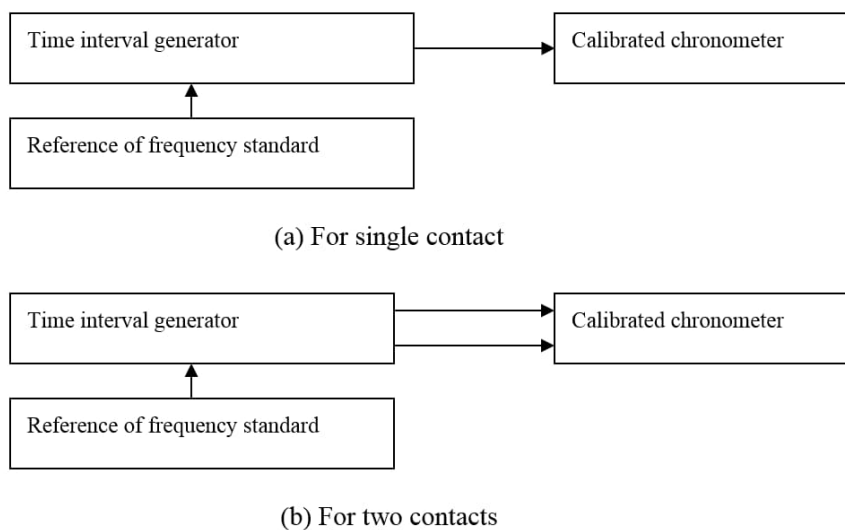 Time interval generator
Calibrated chronometer
Reference of frequency standard
(a) For single contact
Time interval generator
Calibrated chronometer
Reference of frequency standard
(b) For two contacts